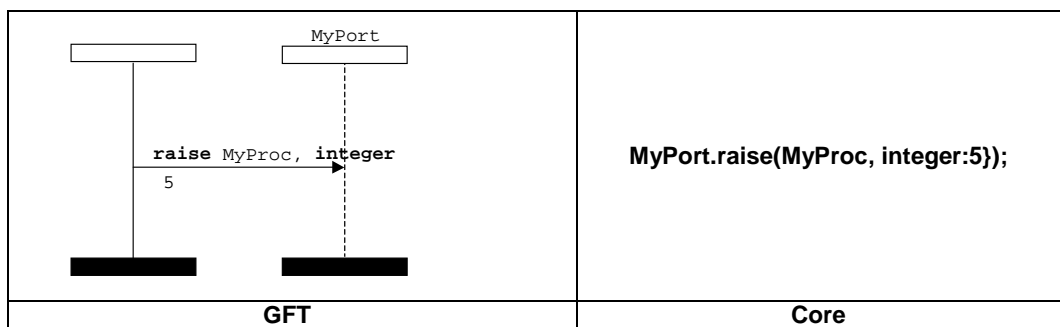 MyPort
raise MyProc, integer
5
MyPort.raise(MyProc, integer:5});
GFT
Core